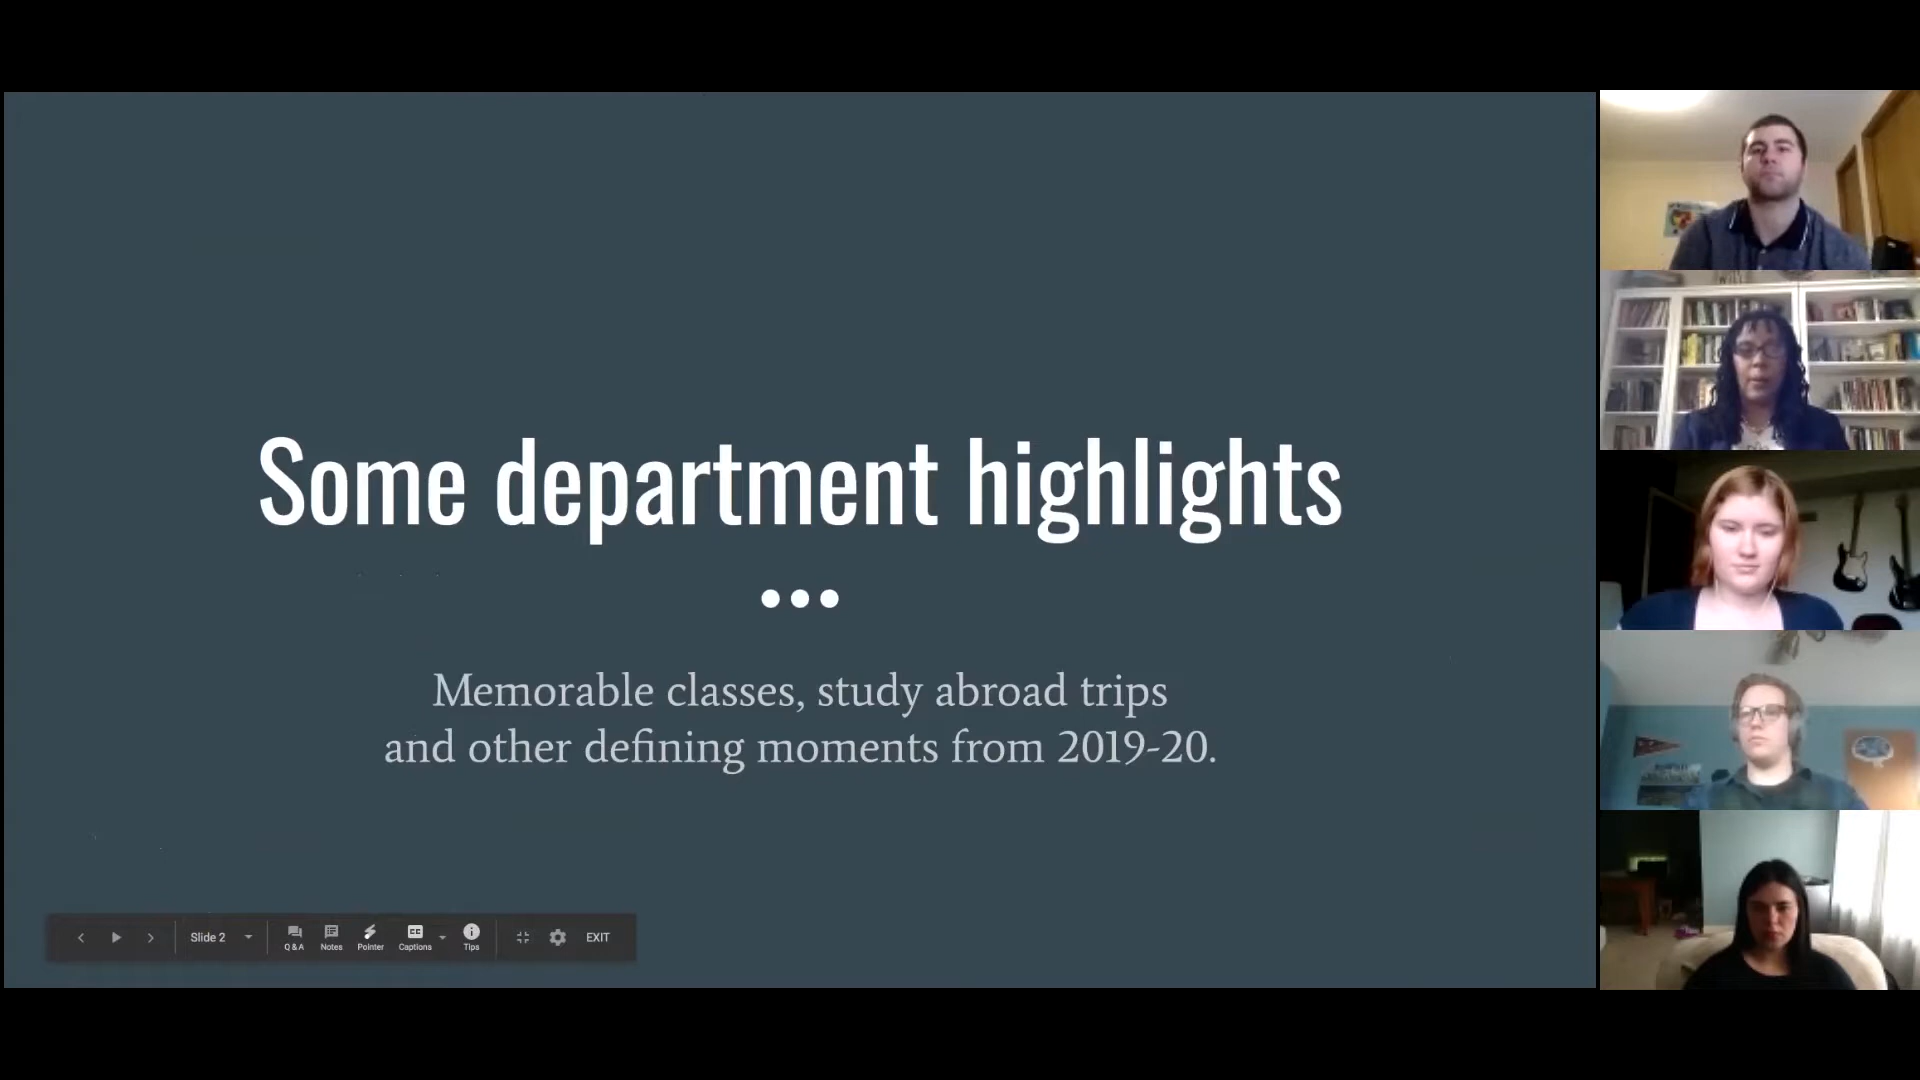 Some department highlights
Memorable classes, study abroad trips
and other defining moments from 2019-20.
Slide 2
Q & A
Notes
Pointer
CC
Captions
Tips
EXIT